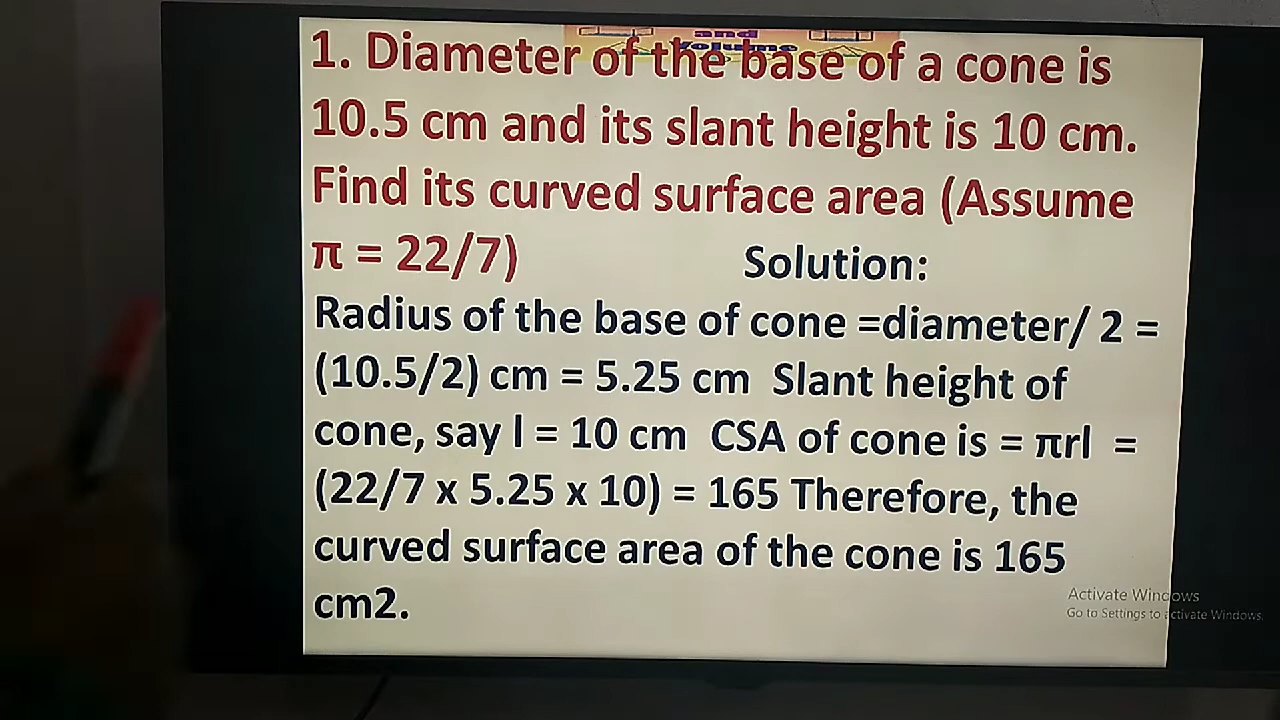 and
volume
1. Diameter of the base of a cone is
10.5 cm and its slant height is 10 cm.
Find its curved surface area (Assume
π = 22/7) Solution:
Radius of the base of cone =diameter/ 2 =
(10.5/2) cm = 5.25 cm Slant height of
cone, say l = 10 cm CSA of cone is = πrl =
(22/7 x 5.25 x 10) = 165 Therefore, the
curved surface area of the cone is 165
cm2.
Activate Windows
Go to Settings to activate Windows.